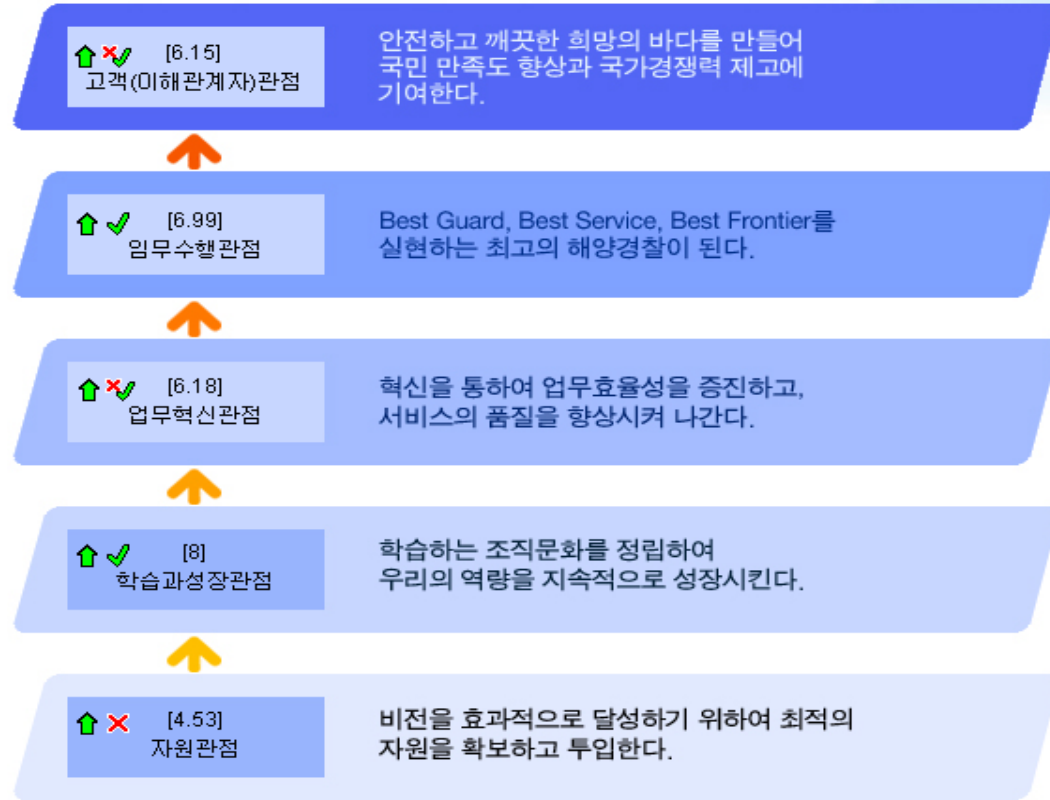 [6.15]
고객(이해관계자)관점
안전하고 깨끗한 희망의 바다를 만들어
국민 만족도 향상과 국가경쟁력 제고에
기여한다.
[6.99]
임무수행관점
Best Guard, Best Service, Best Frontier를
실현하는 최고의 해양경찰이 된다.
[6.18]
업무혁신관점
혁신을 통하여 업무효율성을 증진하고,
서비스의 품질을 향상시켜 나간다.
[8]
학습과성장관점
학습하는 조직문화를 정립하여
우리의 역량을 지속적으로 성장시킨다.
[4.53]
자원관점
비전을 효과적으로 달성하기 위하여 최적의
자원을 확보하고 투입한다.